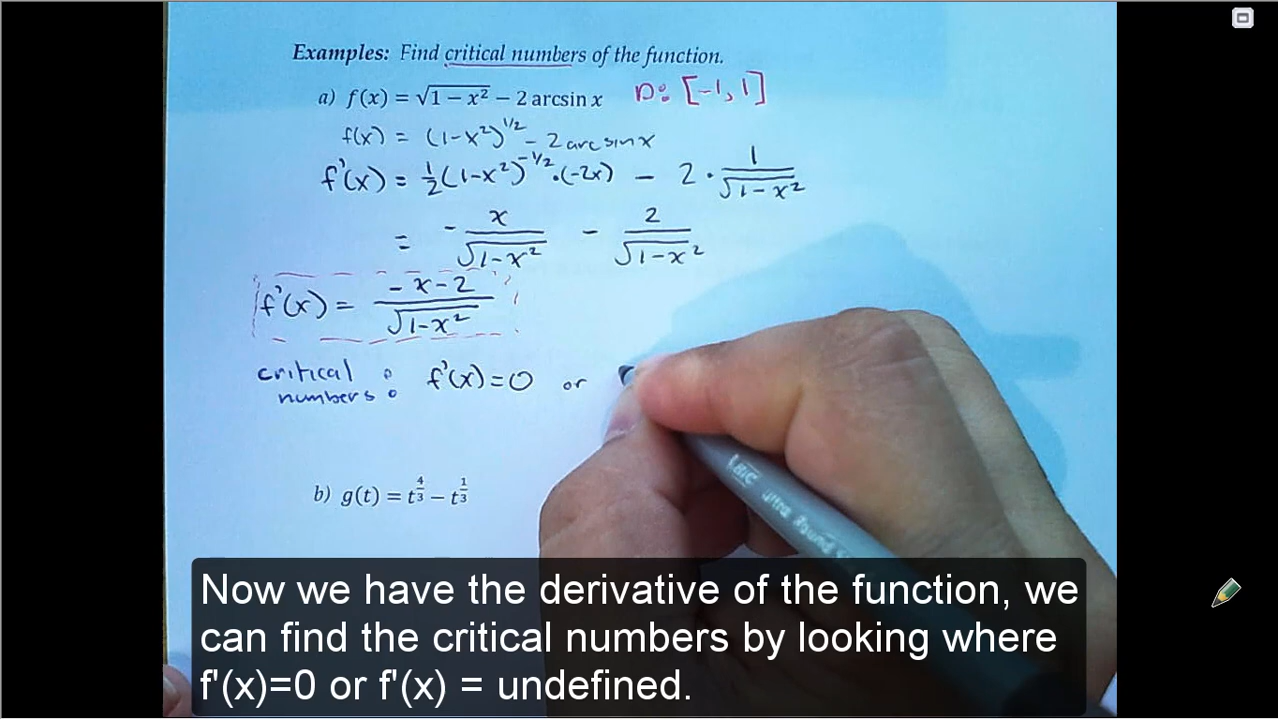 Examples: Find critical numbers of the function.
a) f(x) = √(1 − x²) − 2 arcsin x D: [-1, 1]
f(x) = (1-x²)^(1/2) - 2 arcsin x
f'(x) = 1/2 (1-x²)^(-1/2) · (-2x) - 2 · 1/√(1-x²)
= - x/√(1-x²) - 2/√(1-x²)
f'(x) = (-x-2)/√(1-x²)
critical numbers: f'(x)=0 or
b) g(t) = t^(4/3) − t^(1/3)
BIC
Now we have the derivative of the function, we
can find the critical numbers by looking where
f'(x)=0 or f'(x) = undefined.